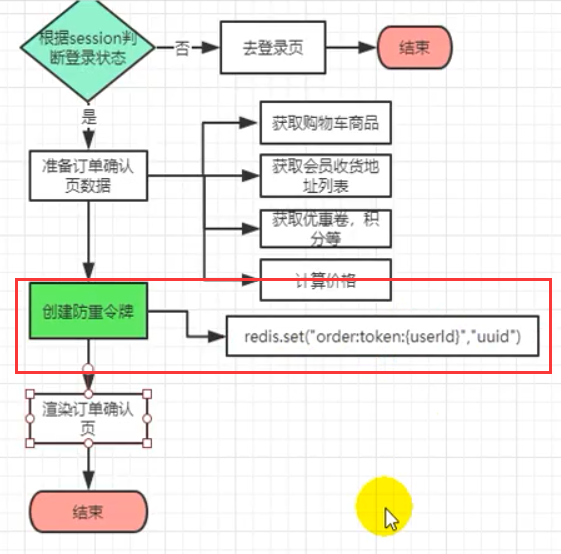 根据session判
断登录状态
否
去登录页
结束
是
获取购物车商品
准备订单确认
页数据
获取会员收货地
址列表
获取优惠卷，积
分等
计算价格
创建防重令牌
redis.set("order:token:{userId}","uuid")
渲染订单确认
页
结束